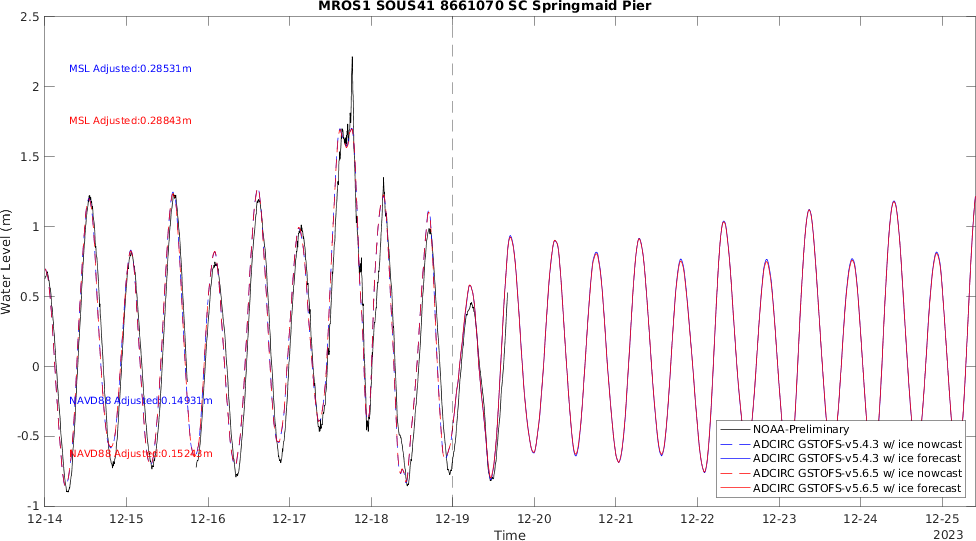 MROS1 SOUS41 8661070 SC Springmaid Pier
2.5
2
1.5
1
0.5
0
-0.5
-1
Water Level (m)
MSL Adjusted:0.28531m
MSL Adjusted:0.28843m
NAVD88 Adjusted:0.14931m
NAVD88 Adjusted:0.15243m
NOAA-Preliminary
ADCIRC GSTOFS-v5.4.3 w/ ice nowcast
ADCIRC GSTOFS-v5.4.3 w/ ice forecast
ADCIRC GSTOFS-v5.6.5 w/ ice nowcast
ADCIRC GSTOFS-v5.6.5 w/ ice forecast
12-14 12-15 12-16 12-17 12-18 12-19 12-20 12-21 12-22 12-23 12-24 12-25
Time
2023